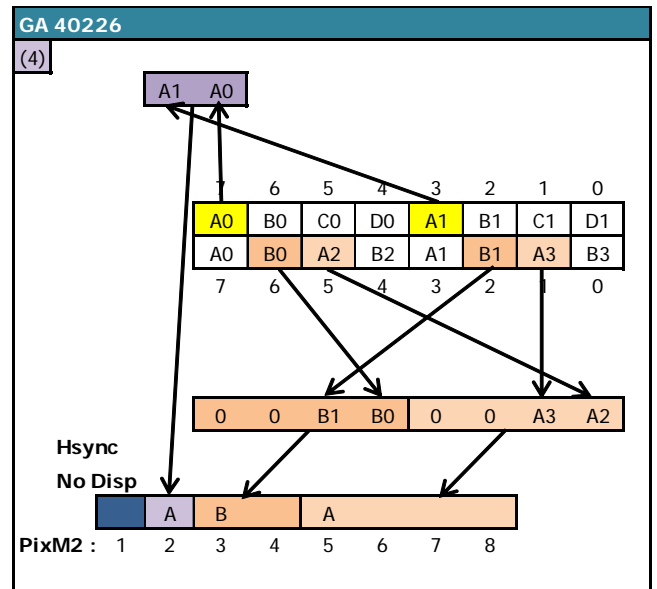 GA 40226
(4)
A1 A0
7 6 5 4 3 2 1 0
A0 B0 C0 D0 A1 B1 C1 D1
A0 B0 A2 B2 A1 B1 A3 B3
7 6 5 4 3 2 1 0
0 0 B1 B0 0 0 A3 A2
Hsync
No Disp
A B A
PixM2 : 1 2 3 4 5 6 7 8